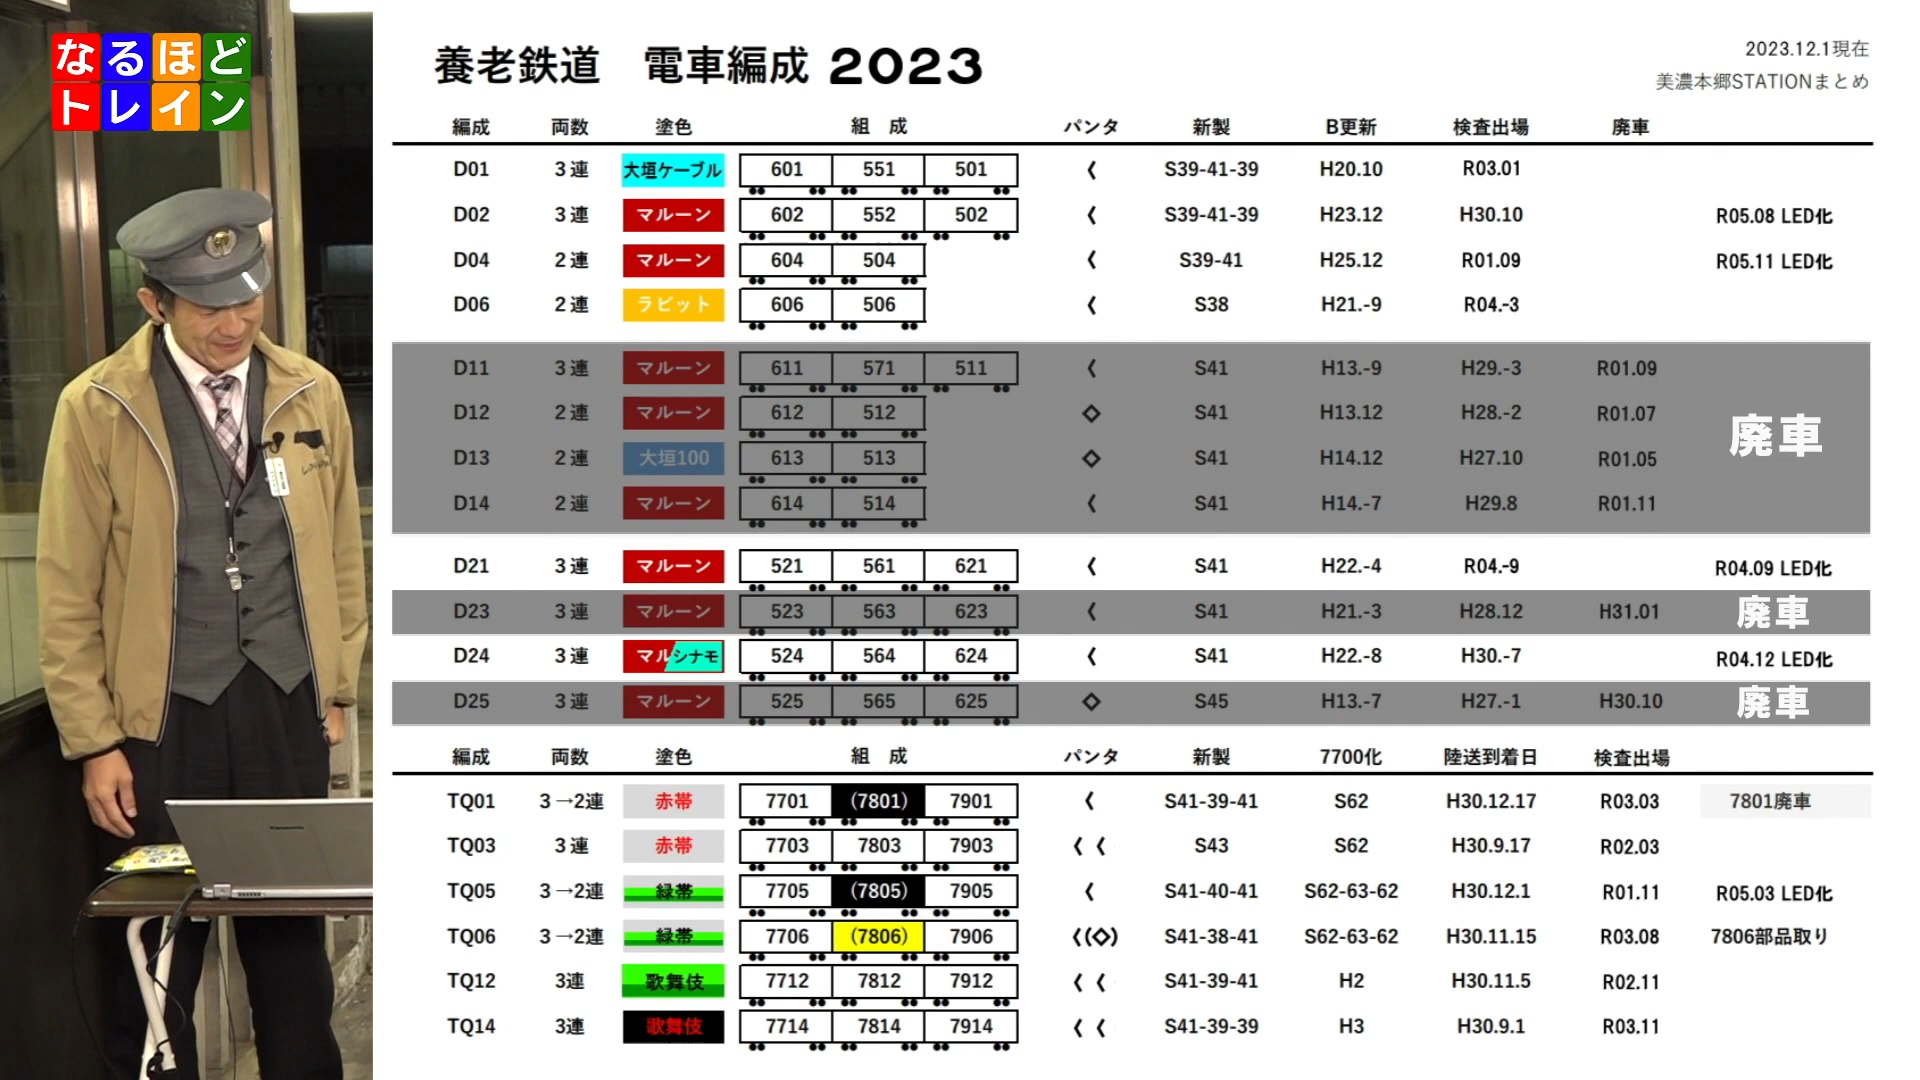 なるほど
トレイン
養老鉄道 電車編成 2023
2023.12.1現在
美濃本郷STATIONまとめ
編成 両数 塗色 組 成 パンタ 新製 B更新 検査出場 廃車
D01 3連 大垣ケーブル 601 551 501 く S39-41-39 H20.10 R03.01
D02 3連 マルーン 602 552 502 く S39-41-39 H23.12 H30.10 R05.08 LED化
D04 2連 マルーン 604 504 く S39-41 H25.12 R01.09 R05.11 LED化
D06 2連 ラビット 606 506 く S38 H21.-9 R04.-3
D11 3連 マルーン 611 571 511 く S41 H13.-9 H29.-3 R01.09
D12 2連 マルーン 612 512 ◇ S41 H13.12 H28.-2 R01.07
廃車
D13 2連 大垣100 613 513 ◇ S41 H14.12 H27.10 R01.05
D14 2連 マルーン 614 514 く S41 H14.-7 H29.8 R01.11
D21 3連 マルーン 521 561 621 く S41 H22.-4 R04.-9 R04.09 LED化
D23 3連 マルーン 523 563 623 く S41 H21.-3 H28.12 H31.01 廃車
D24 3連 マルシナモ 524 564 624 く S41 H22.-8 H30.-7 R04.12 LED化
D25 3連 マルーン 525 565 625 ◇ S45 H13.-7 H27.-1 H30.10 廃車
編成 両数 塗色 組 成 パンタ 新製 7700化 陸送到着日 検査出場
TQ01 3→2連 赤帯 7701 (7801) 7901 く S41-39-41 S62 H30.12.17 R03.03 7801廃車
TQ03 3連 赤帯 7703 7803 7903 くく S43 S62 H30.9.17 R02.03
TQ05 3→2連 緑帯 7705 (7805) 7905 く S41-40-41 S62-63-62 H30.12.1 R01.11 R05.03 LED化
TQ06 3→2連 緑帯 7706 (7806) 7906 く(◇) S41-38-41 S62-63-62 H30.11.15 R03.08 7806部品取り
TQ12 3連 歌舞伎 7712 7812 7912 くく S41-39-41 H2 H30.11.5 R02.11
TQ14 3連 歌舞伎 7714 7814 7914 くく S41-39-39 H3 H30.9.1 R03.11